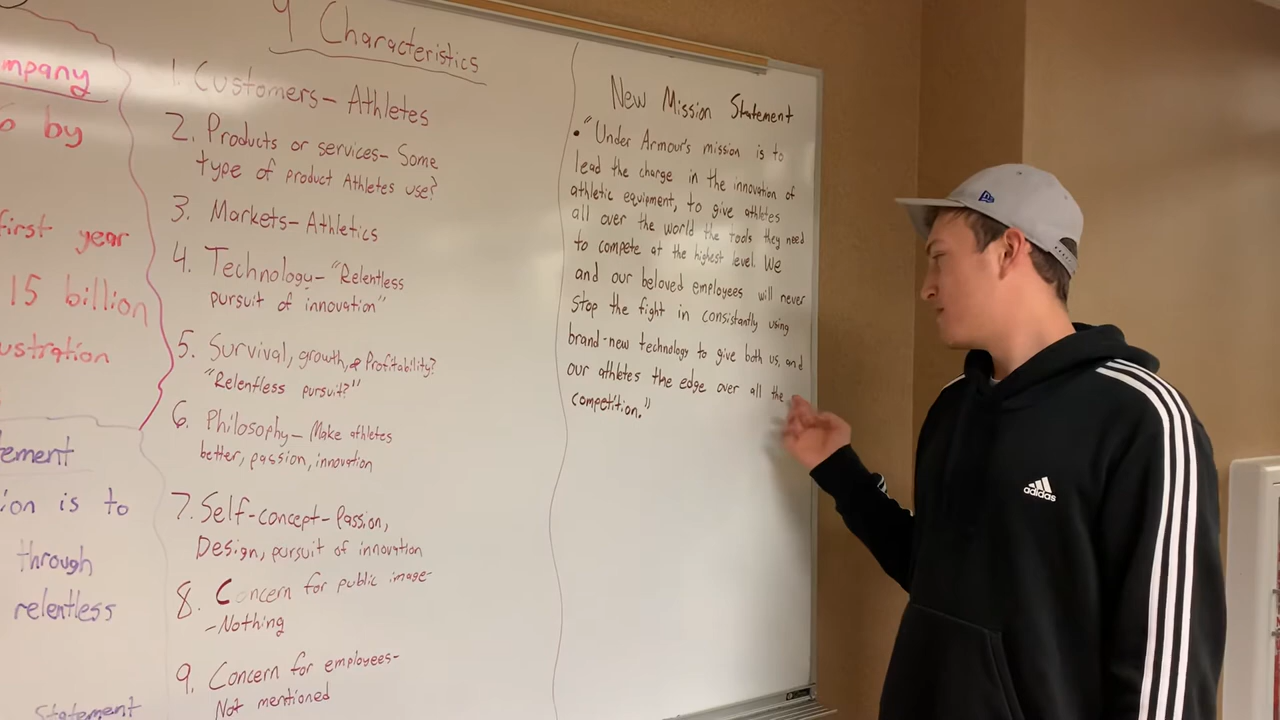 mpany
6 by
first year
15 billion
ustration
ement
ion is to
through
relentless
Statement
9 Characteristics
1. Customers- Athletes
2. Products or services- Some
type of product Athletes use?
3. Markets- Athletics
4. Technology- "Relentless
pursuit of innovation"
5. Survival, growth, & Profitability?
"Relentless pursuit?"
6. Philosophy- Make athletes
better, passion, innovation
7. Self-concept- Passion,
Design, pursuit of innovation
8. Concern for public image-
-Nothing
9. Concern for employees-
Not mentioned
New Mission Statement
• "Under Armour's mission is to
lead the charge in the innovation of
athletic equipment, to give athletes
all over the world the tools they need
to compete at the highest level. We
and our beloved employees will never
stop the fight in consistently using
brand-new technology to give both us, and
our athletes the edge over all the
competition."
adidas